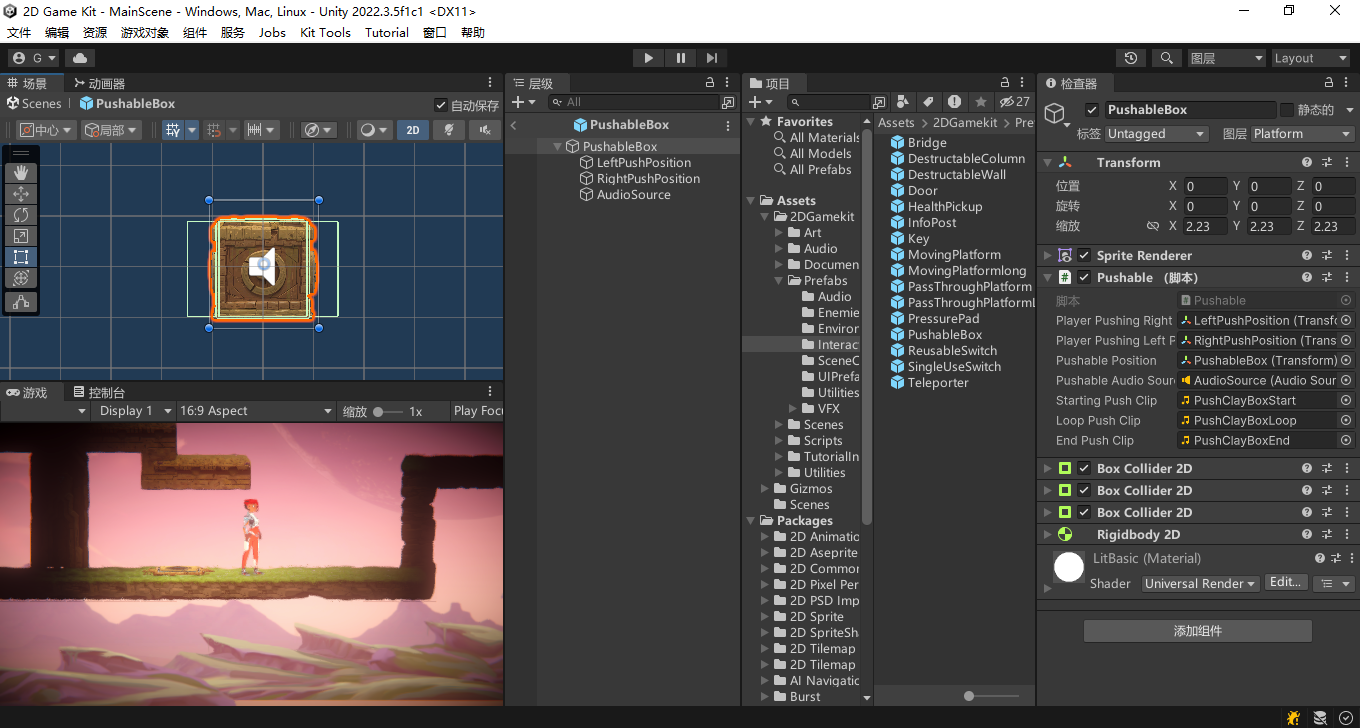 2D Game Kit - MainScene - Windows, Mac, Linux - Unity 2022.3.5f1c1 <DX11>
文件 编辑 资源 游戏对象 组件 服务 Jobs Kit Tools Tutorial 窗口 帮助
G 图层 Layout
场景 动画器
Scenes PushableBox 自动保存
中心 局部 2D
游戏 控制台
Display 1 16:9 Aspect 缩放 1x Play Focu
层级
All
PushableBox
PushableBox
LeftPushPosition
RightPushPosition
AudioSource
项目
27
Favorites
All Materials
All Models
All Prefabs
Assets
2DGamekit
Art
Audio
Documen
Prefabs
Audio
Enemie
Environ
Interac
SceneC
UIPrefa
Utilities
VFX
Scenes
Scripts
TutorialIn
Utilities
Gizmos
Scenes
Packages
2D Animatio
2D Aseprite
2D Common
2D Pixel Per
2D PSD Imp
2D Sprite
2D SpriteSha
2D Tilemap
2D Tilemap
AI Navigatio
Burst
Assets > 2DGamekit > Pre
Bridge
DestructableColumn
DestructableWall
Door
HealthPickup
InfoPost
Key
MovingPlatform
MovingPlatformlong
PassThroughPlatform
PassThroughPlatformL
PressurePad
PushableBox
ReusableSwitch
SingleUseSwitch
Teleporter
检查器
PushableBox 静态的
标签 Untagged 图层 Platform
Transform
位置 X 0 Y 0 Z 0
旋转 X 0 Y 0 Z 0
缩放 X 2.23 Y 2.23 Z 2.23
Sprite Renderer
Pushable （脚本）
脚本 Pushable
Player Pushing Right LeftPushPosition (Transfo
Player Pushing Left P RightPushPosition (Trans
Pushable Position PushableBox (Transform)
Pushable Audio Sour AudioSource (Audio Sour
Starting Push Clip PushClayBoxStart
Loop Push Clip PushClayBoxLoop
End Push Clip PushClayBoxEnd
Box Collider 2D
Box Collider 2D
Box Collider 2D
Rigidbody 2D
LitBasic (Material)
Shader Universal Render Edit...
添加组件